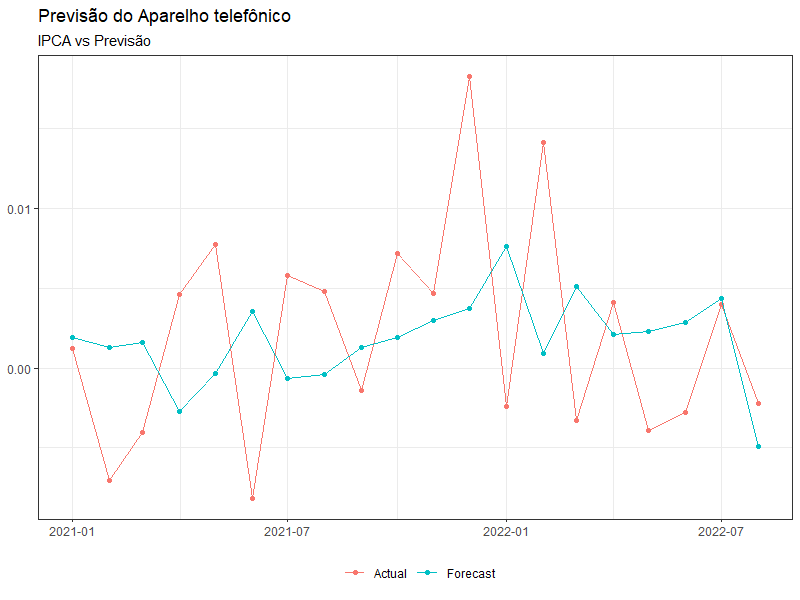 Previsão do Aparelho telefônico
IPCA vs Previsão
0.01
0.00
2021-01 2021-07 2022-01 2022-07
Actual Forecast